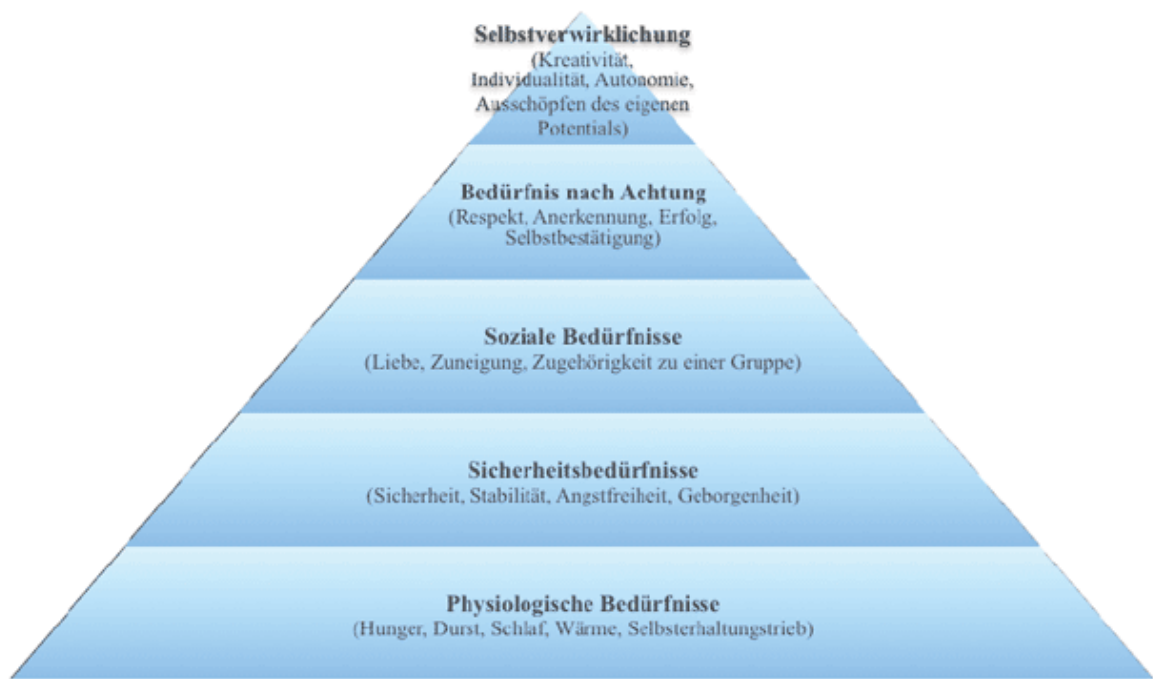 Selbstverwirklichung
(Kreativität,
Individualität, Autonomie,
Ausschöpfen des eigenen
Potentials)
Bedürfnis nach Achtung
(Respekt, Anerkennung, Erfolg,
Selbstbestätigung)
Soziale Bedürfnisse
(Liebe, Zuneigung, Zugehörigkeit zu einer Gruppe)
Sicherheitsbedürfnisse
(Sicherheit, Stabilität, Angstfreiheit, Geborgenheit)
Physiologische Bedürfnisse
(Hunger, Durst, Schlaf, Wärme, Selbsterhaltungstrieb)